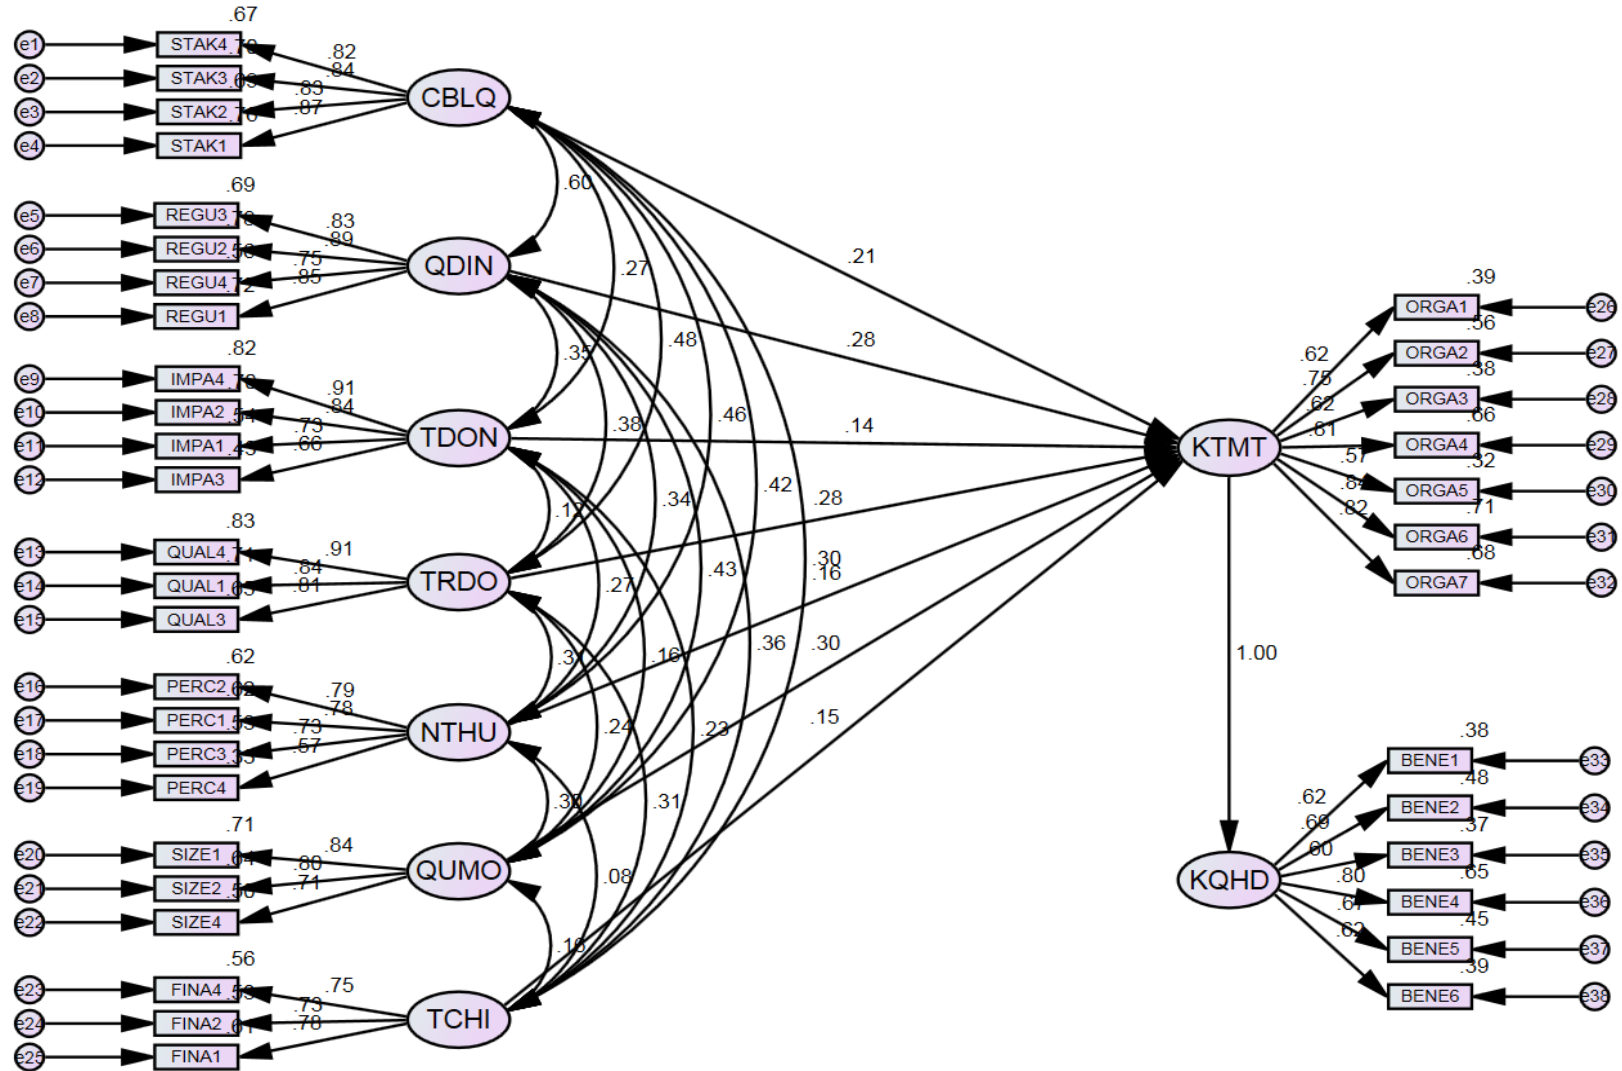 .67
e1 STAK4 .82
e2 STAK3 .84
e3 STAK2 .83
e4 STAK1 .87
CBLQ
.69
e5 REGU3 .83
e6 REGU2 .89
e7 REGU4 .75
e8 REGU1 .85
QDIN
.82
e9 IMPA4 .91
e10 IMPA2 .84
e11 IMPA1 .73
e12 IMPA3 .66
TDON
.83
e13 QUAL4 .91
e14 QUAL1 .84
e15 QUAL3 .81
TRDO
.62
e16 PERC2 .79
e17 PERC1 .78
e18 PERC3 .73
e19 PERC4 .57
NTHU
.71
e20 SIZE1 .84
e21 SIZE2 .80
e22 SIZE4 .71
QUMO
.56
e23 FINA4 .75
e24 FINA2 .73
e25 FINA1 .78
TCHI
.60
.27
.35
.48
.38
.46
.34
.42
.27
.43
.30
.16
.16
.36
.30
.24
.23
.31
.08
.21
.28
.14
.28
.15
KTMT
.39
.62 ORGA1 e26
.56
.75 ORGA2 e27
.38
.62 ORGA3 e28
.66
.81 ORGA4 e29
.32
.57 ORGA5 e30
.71
.84 ORGA6 e31
.68
.82 ORGA7 e32
1.00
KQHD
.38
.62 BENE1 e33
.48
.69 BENE2 e34
.37
.60 BENE3 e35
.65
.80 BENE4 e36
.45
.67 BENE5 e37
.39
.62 BENE6 e38